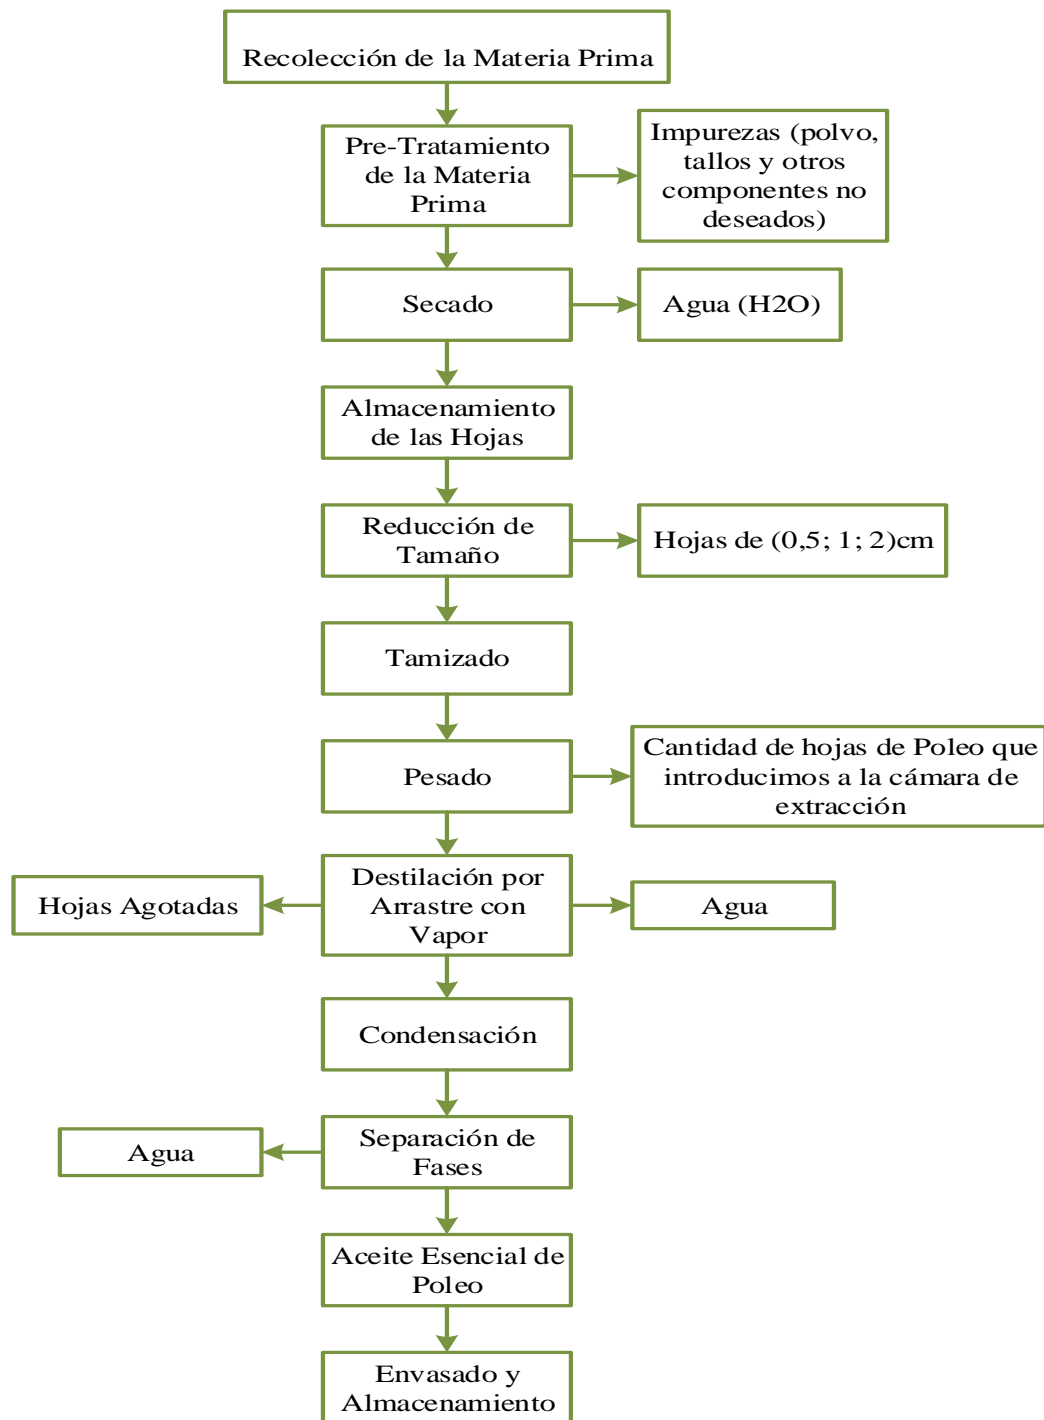 Recolección de la Materia Prima
Pre-Tratamiento
de la Materia
Prima
Impurezas (polvo,
tallos y otros
componentes no
deseados)
Secado
Agua (H2O)
Almacenamiento
de las Hojas
Reducción de
Tamaño
Hojas de (0,5; 1; 2)cm
Tamizado
Pesado
Cantidad de hojas de Poleo que
introducimos a la cámara de
extracción
Hojas Agotadas
Destilación por
Arrastre con
Vapor
Agua
Condensación
Agua
Separación de
Fases
Aceite Esencial de
Poleo
Envasado y
Almacenamiento